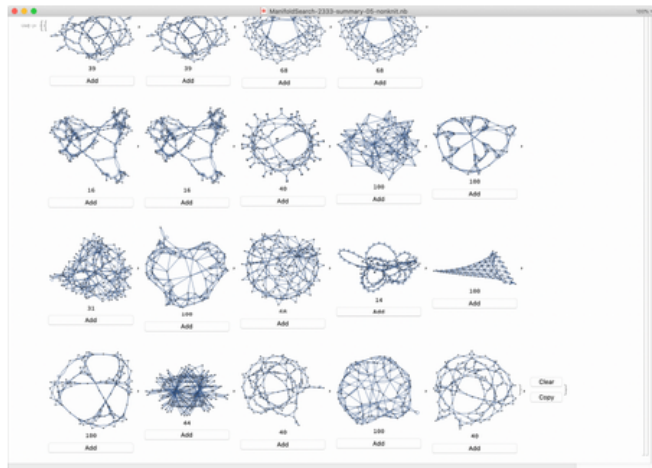 ManifoldSearch-2333-summary-05-nonknit.nb
39 39 68 68
Add Add Add Add
16 16 40 100 100
Add Add Add Add Add
31 100 68 14 100
Add Add Add Add Add
Clear
Copy
100 44 40 100 40
Add Add Add Add Add